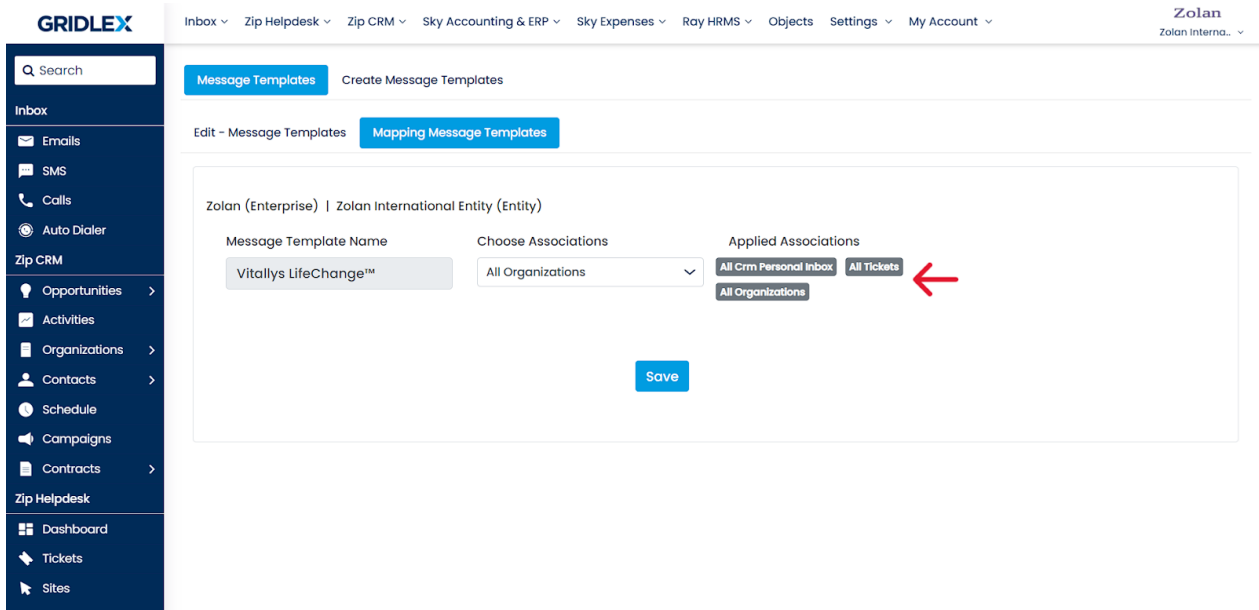 GRIDLEX
Inbox Zip Helpdesk Zip CRM Sky Accounting & ERP Sky Expenses Ray HRMS Objects Settings My Account
Zolan
Zolan Interna..
Search
Inbox
Emails
SMS
Calls
Auto Dialer
Zip CRM
Opportunities
Activities
Organizations
Contacts
Schedule
Campaigns
Contracts
Zip Helpdesk
Dashboard
Tickets
Sites
Message Templates Create Message Templates
Edit - Message Templates Mapping Message Templates
Zolan (Enterprise) | Zolan International Entity (Entity)
Message Template Name Choose Associations Applied Associations
Vitallys LifeChange™ All Organizations All Crm Personal Inbox All Tickets
All Organizations
Save